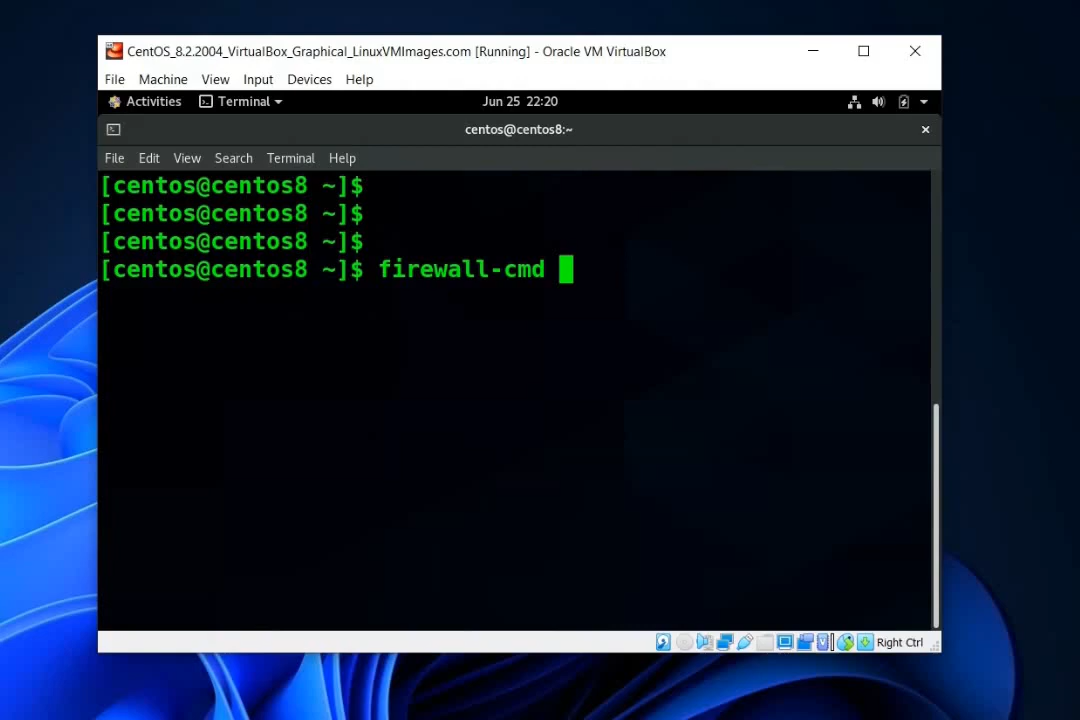 CentOS_8.2.2004_VirtualBox_Graphical_LinuxVMImages.com [Running] - Oracle VM VirtualBox
File Machine View Input Devices Help
Activities Terminal Jun 25 22:20
centos@centos8:~
File Edit View Search Terminal Help
[centos@centos8 ~]$
[centos@centos8 ~]$
[centos@centos8 ~]$
[centos@centos8 ~]$ firewall-cmd
Right Ctrl